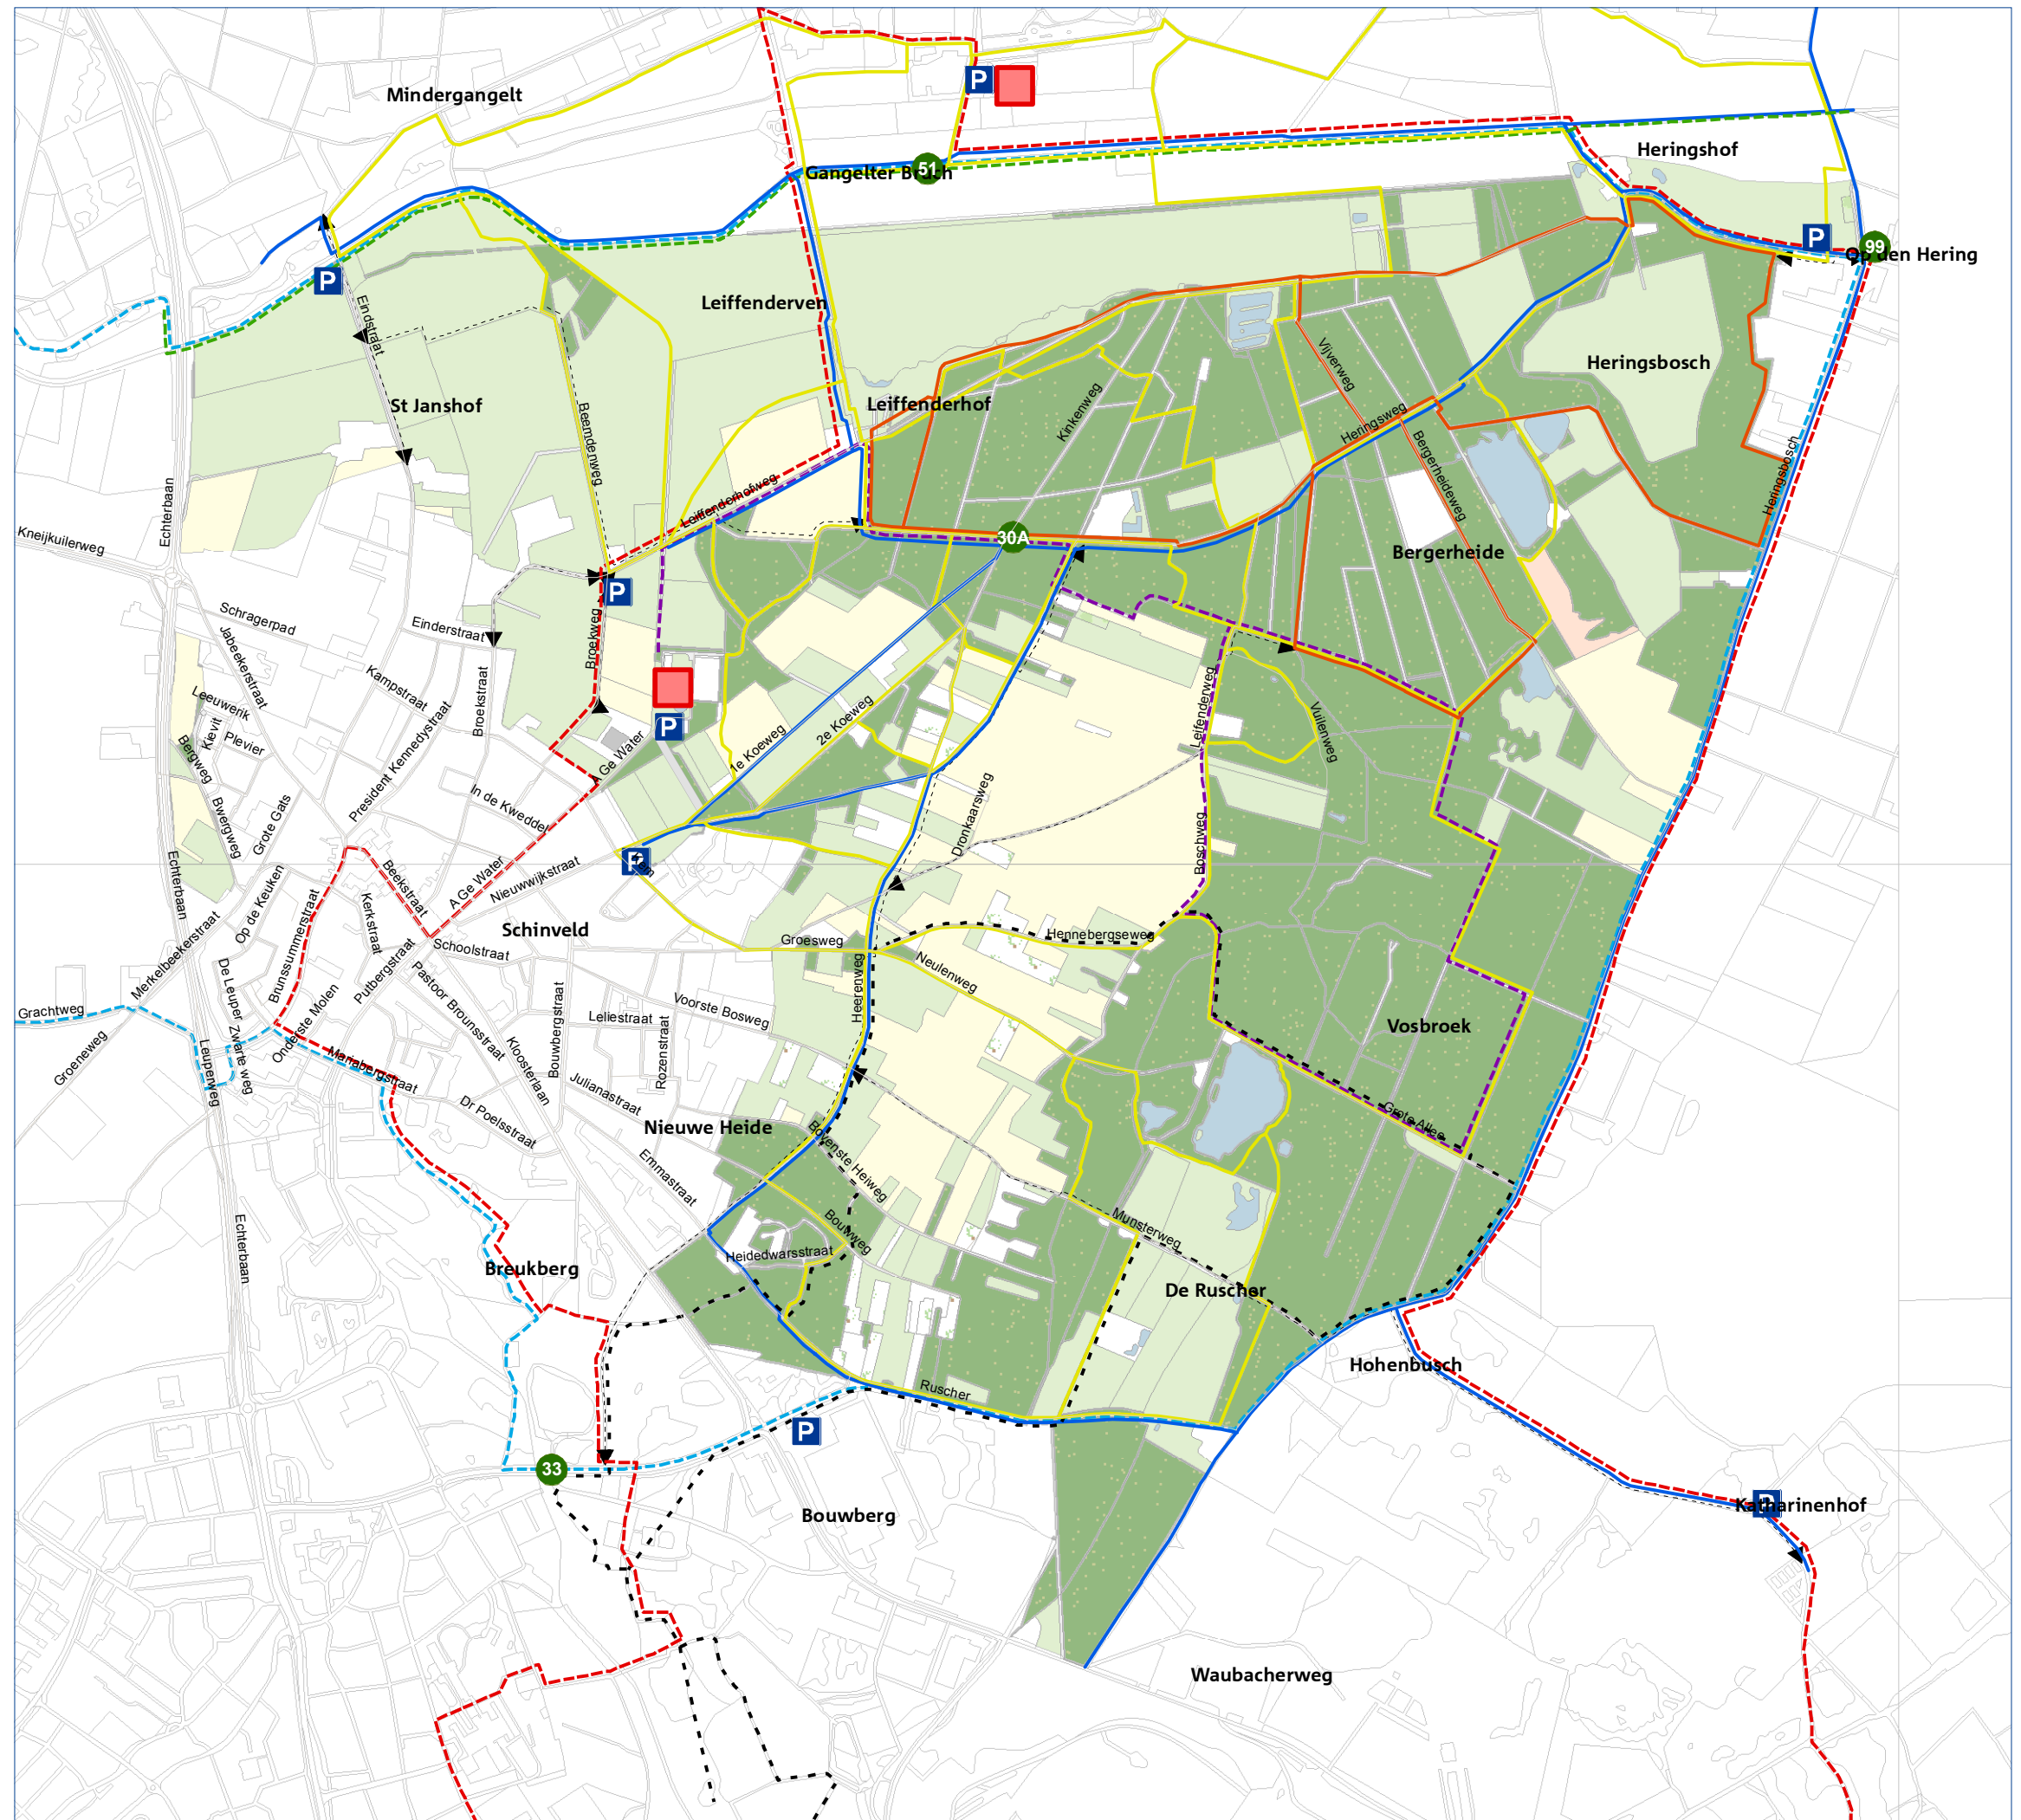 Mindergangelt
P
Heringshof
51
Gangelter Bruch
P
99
Op den Hering
P
Leiffenderven
Eindstraat
Vijverweg
Heringsbosch
St Janshof
Leiffenderhof
Kinkenweg
Beemdenweg
Heringsweg
Bergerheideweg
Heringsbosch
Echterbaan
Leiffenderhofweg
Kneijkuilerweg
30A
Bergerheide
P
Schragerpad
Einderstraat
Broekweg
Jabeekerstraat
Kampstraat
Leeuwerik
Broekstraat
Leifenderweg
Kievit
Plevier
President Kennedystraat
P
1e Koeweg
2e Koeweg
Vuilenweg
Bergweg
A Ge Water
In de Kwedder
Bwergweg
Grote Gats
Dronkaarsweg
Boschweg
P
Echterbaan
Op de Keuken
Beekstraat
A Ge Water
Nieuwwijkstraat
Merkelbeekerstraat
Brunssummerstraat
Kerkstraat
Schinveld
Schoolstraat
Groesweg
Hennebergseweg
Putbergstraat
Neulenweg
De Leuper
Onderste Molen
Pastoor Brounsstraat
Heerenweg
Voorste Bosweg
Bouwbergstraat
Leliestraat
Rozenstraat
Grachtweg
Groeneweg
Zwarte weg
Leuperweg
Vosbroek
Mariabergstraat
Kloosterlaan
Julianastraat
Dr Poelsstraat
Nieuwe Heide
Bovenste Heiweg
Grote Allee
Emmastraat
Bouwweg
Munsterweg
Echterbaan
Heidedwarsstraat
Breukberg
De Ruscher
Hohenbusch
Ruscher
P
33
Bouwberg
P
Katharinenhof
Waubacherweg